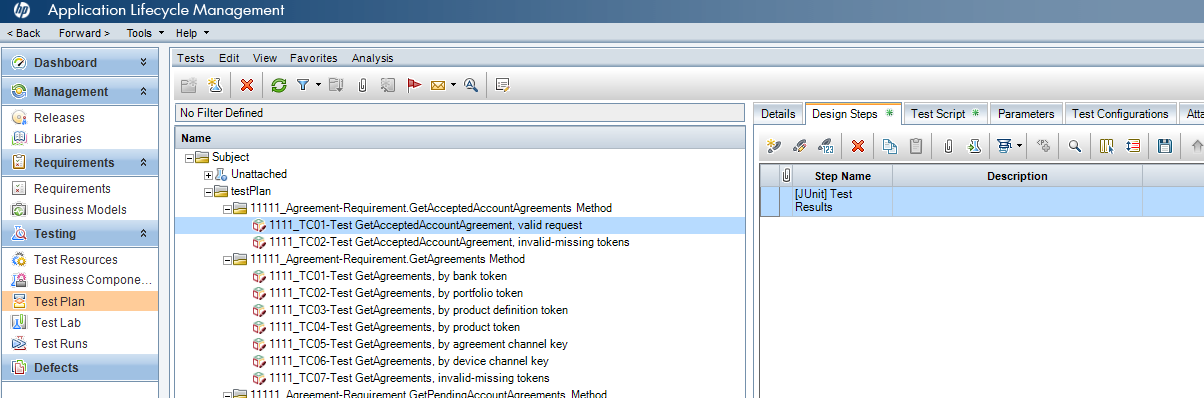 hp Application Lifecycle Management
< Back Forward > Tools Help
Dashboard
Management
Releases
Libraries
Requirements
Requirements
Business Models
Testing
Test Resources
Business Compone...
Test Plan
Test Lab
Test Runs
Defects
Tests Edit View Favorites Analysis
No Filter Defined
Name
Subject
Unattached
testPlan
11111_Agreement-Requirement.GetAcceptedAccountAgreements Method
1111_TC01-Test GetAcceptedAccountAgreement, valid request
1111_TC02-Test GetAcceptedAccountAgreement, invalid-missing tokens
11111_Agreement-Requirement.GetAgreements Method
1111_TC01-Test GetAgreements, by bank token
1111_TC02-Test GetAgreements, by portfolio token
1111_TC03-Test GetAgreements, by product definition token
1111_TC04-Test GetAgreements, by product token
1111_TC05-Test GetAgreements, by agreement channel key
1111_TC06-Test GetAgreements, by device channel key
1111_TC07-Test GetAgreements, invalid-missing tokens
11111_Agreement-Requirement.GetPendingAccountAgreements Method
Details Design Steps * Test Script * Parameters Test Configurations Atta
Step Name Description
[JUnit] Test
Results